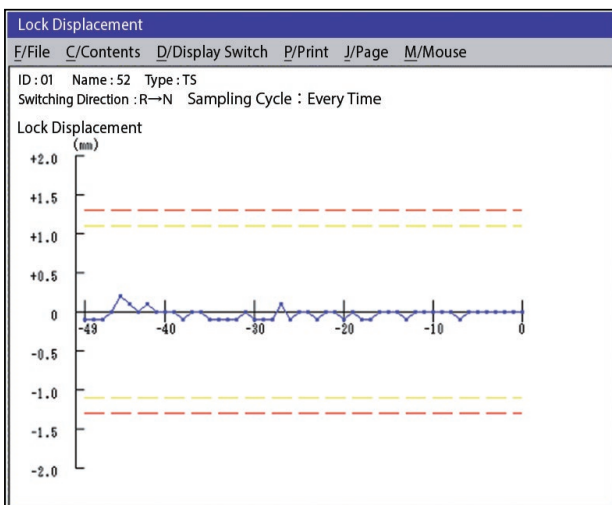 Lock Displacement
F/File C/Contents D/Display Switch P/Print J/Page M/Mouse
ID : 01 Name : 52 Type : TS
Switching Direction : R→N Sampling Cycle : Every Time
Lock Displacement
(mm)
+2.0
+1.5
+1.0
+0.5
0
-49 -40 -30 -20 -10 0
-0.5
-1.0
-1.5
-2.0